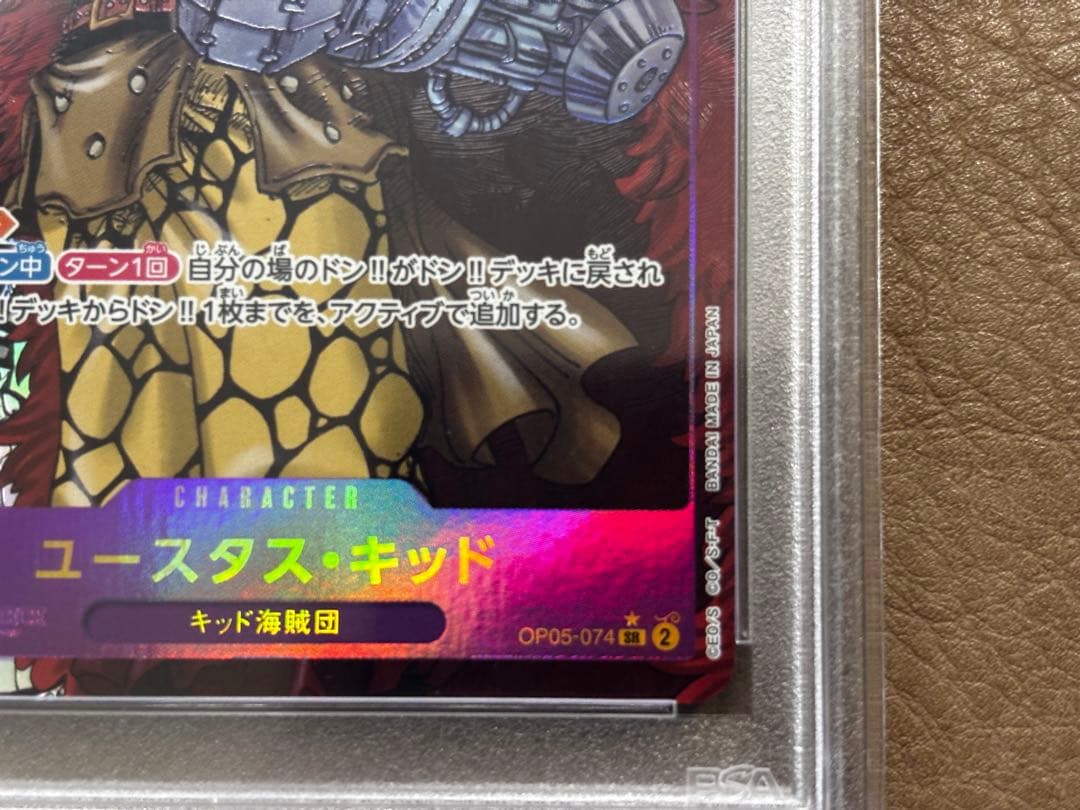 ン中 ターン1回 自分の場のドン!!がドン!!デッキに戻され
!デッキからドン!!1枚までを、アクティブで追加する。
CHARACTER
ユースタス・キッド
キッド海賊団
OP05-074 SR 2
©EO/S ©O/S・F・T BANDAI MADE IN JAPAN
PSA